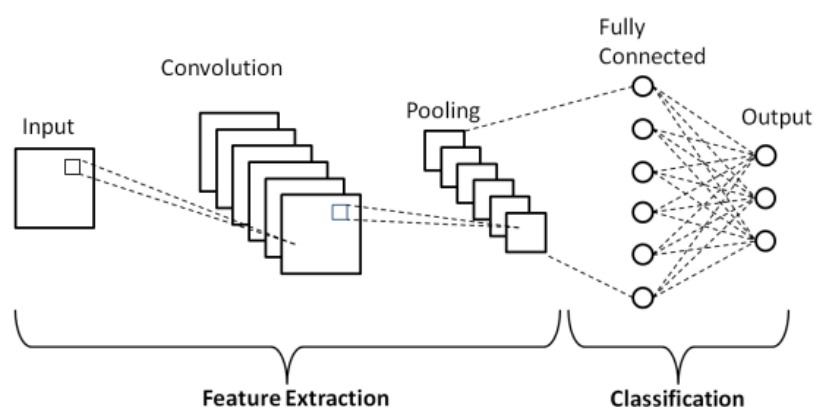 Input
Convolution
Pooling
Fully
Connected
Output
Feature Extraction
Classification